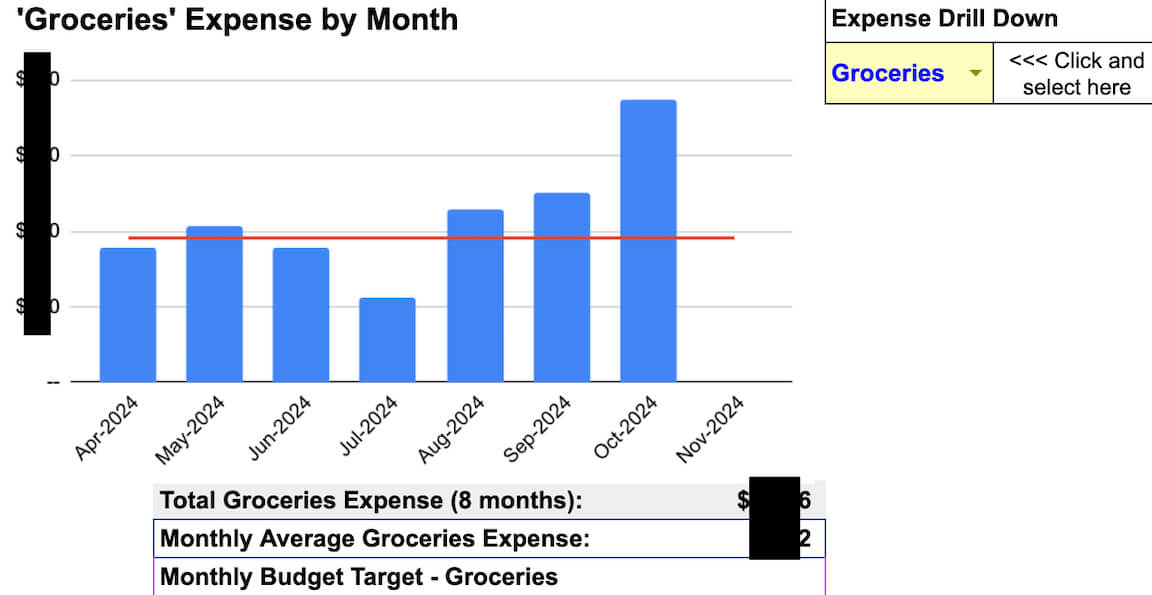 'Groceries' Expense by Month
Expense Drill Down
Groceries
<<< Click and
select here
--
Apr-2024
May-2024
Jun-2024
Jul-2024
Aug-2024
Sep-2024
Oct-2024
Nov-2024
Total Groceries Expense (8 months):
Monthly Average Groceries Expense:
Monthly Budget Target - Groceries